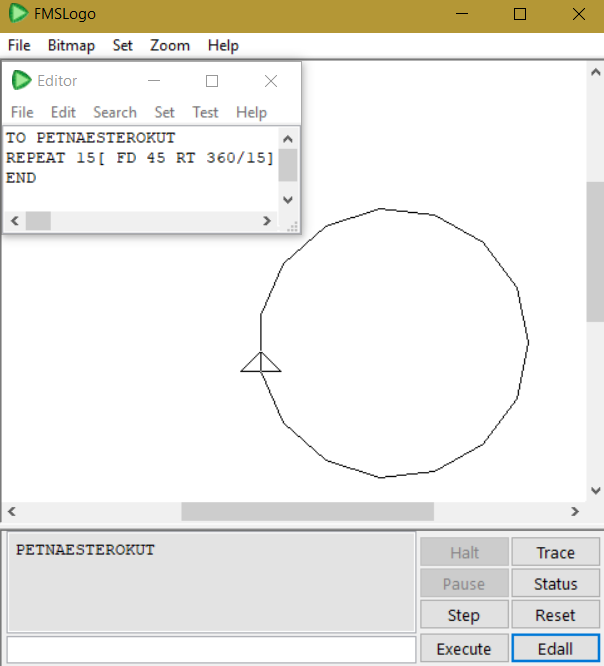 FMSLogo
File Bitmap Set Zoom Help
Editor
File Edit Search Set Test Help
TO PETNAESTEROKUT
REPEAT 15[ FD 45 RT 360/15]
END
PETNAESTEROKUT
Halt Trace
Pause Status
Step Reset
Execute Edall